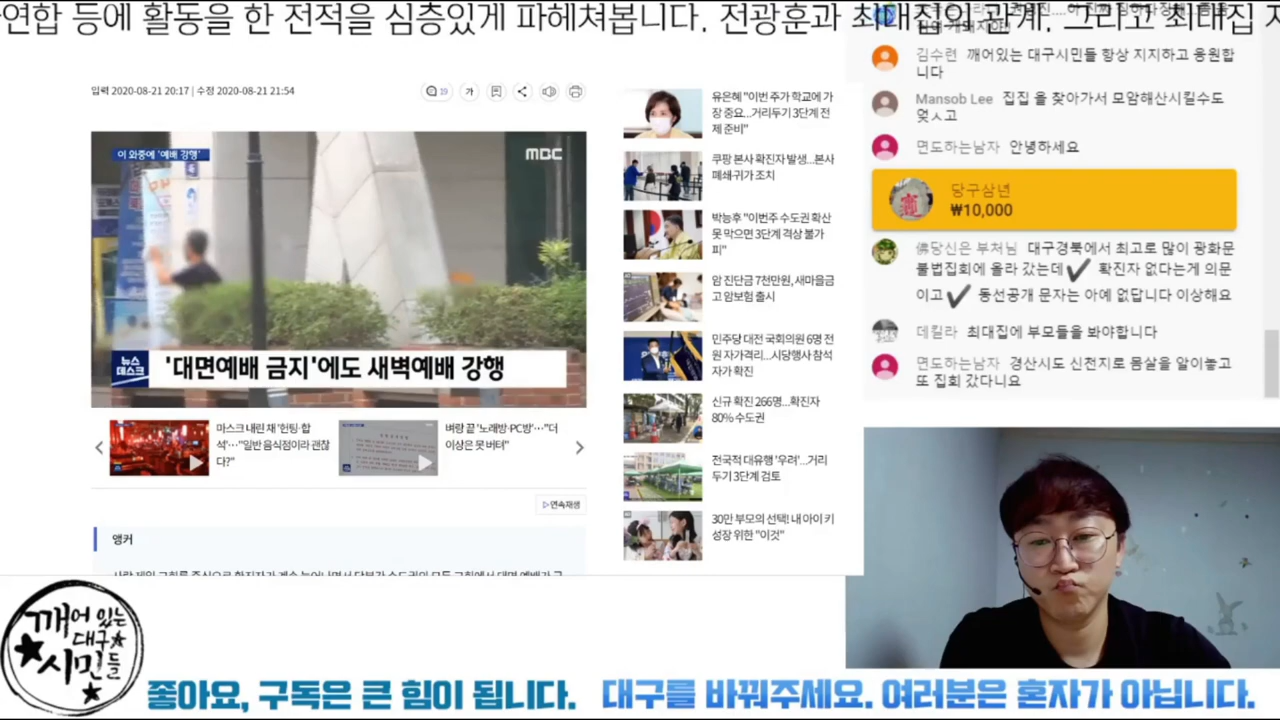 연합 등에 활동을 한 전적을 심층있게 파헤쳐봅니다. 전광훈과 최대집의 관계. 그리고 최대집
입력 2020-08-21 20:17 | 수정 2020-08-21 21:54
19
가
이 와중에 '예배 강행'
MBC
뉴스
데스크
'대면예배 금지'에도 새벽예배 강행
마스크 내린 채 '헌팅·합
석'…"일반 음식점이라 괜찮
다?"
벼랑 끝 '노래방·PC방'…"더
이상은 못 버텨"
▷연속재생
앵커
유은혜 "이번 주가 학교에 가
장 중요…거리두기 3단계 전
제 준비"
쿠팡 본사 확진자 발생…본사
폐쇄·귀가 조치
박능후 "이번주 수도권 확산
못 막으면 3단계 격상 불가
피"
암 진단금 7천만원, 새마을금
고 암보험 출시
민주당 대전 국회의원 6명 전
원 자가격리…시당행사 참석
자가 확진
신규 확진 266명…확진자
80% 수도권
전국적 대유행 '우려'…거리
두기 3단계 검토
30만 부모의 선택! 내 아이 키
성장 위한 "이것"
김수련 깨어있는 대구시민들 항상 지지하고 응원합
니다
Mansob Lee 집집 을 찾아가서 모암해산시킬수도
엊ㅅ고
면도하는남자 안녕하세요
당구삼년
₩10,000
佛당신은 부처님 대구경북에서 최고로 많이 광화문
불법집회에 올라 갔는데✔ 확진자 없다는게 의문
이고✔ 동선공개 문자는 아예 없답니다 이상해요
데킬라 최대집에 부모들을 봐야합니다
면도하는남자 경산시도 신천지로 몸살을 알이놓고
또 집회 갔다니요
깨어 있는
대구
시민들
좋아요, 구독은 큰 힘이 됩니다. 대구를 바꿔주세요. 여러분은 혼자가 아닙니다.